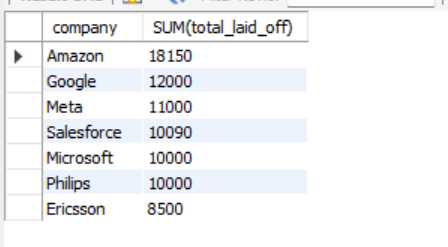 company SUM(total_laid_off)
Amazon 18150
Google 12000
Meta 11000
Salesforce 10090
Microsoft 10000
Philips 10000
Ericsson 8500